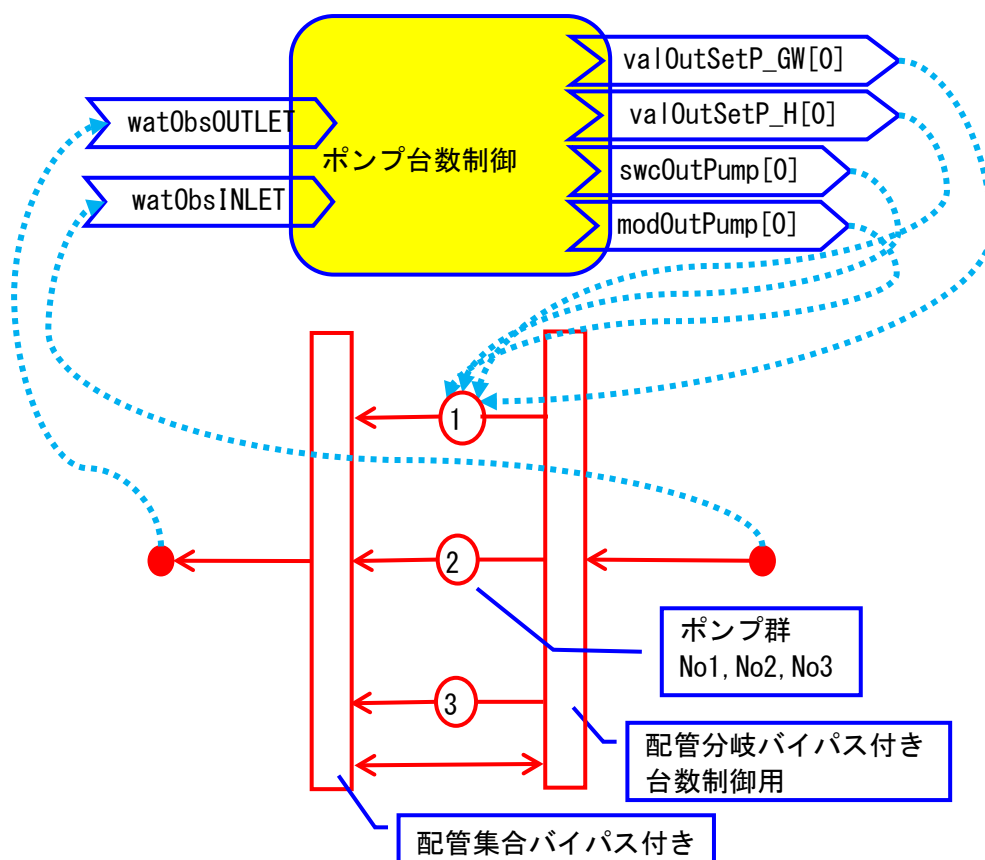 valOutSetP_GW[0]
watObsOUTLET
valOutSetP_H[0]
ポンプ台数制御
swcOutPump[0]
watObsINLET
modOutPump[0]
1
2
3
ポンプ群
No1,No2,No3
配管分岐バイパス付き
台数制御用
配管集合バイパス付き